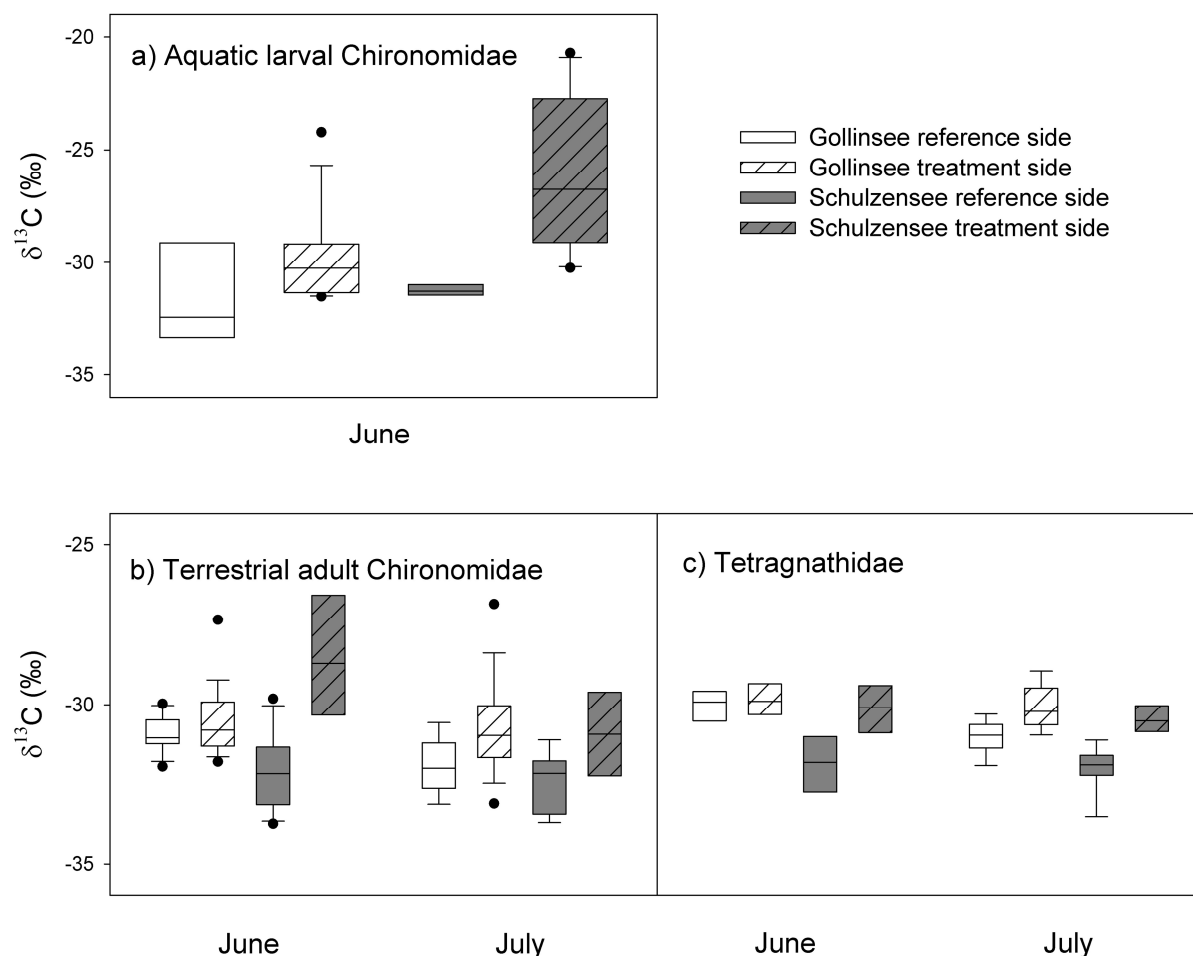 a) Aquatic larval Chironomidae
-20
-25
-30
-35
δ¹³C (‰)
June
Gollinsee reference side
Gollinsee treatment side
Schulzensee reference side
Schulzensee treatment side
b) Terrestrial adult Chironomidae
c) Tetragnathidae
-25
-30
-35
δ¹³C (‰)
June
July
June
July